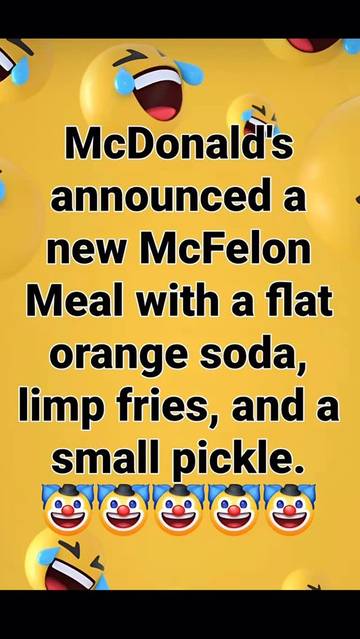 McDonald's
announced a
new McFelon
Meal with a flat
orange soda,
limp fries, and a
small pickle.
🤡🤡🤡🤡🤡